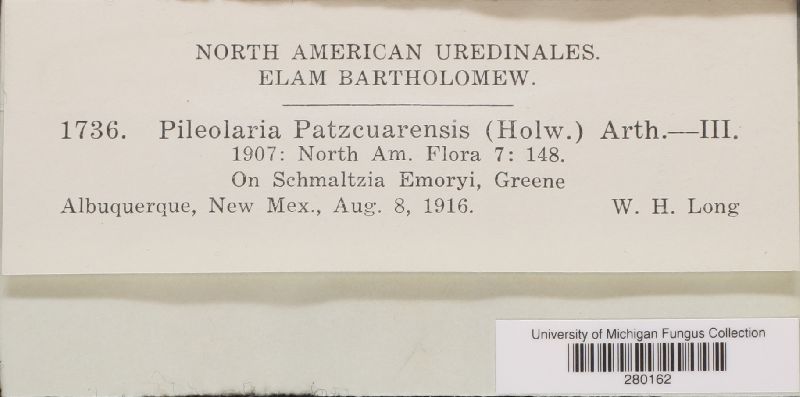 NORTH AMERICAN UREDINALES.
ELAM BARTHOLOMEW.
1736. Pileolaria Patzcuarensis (Holw.) Arth.—III.
1907: North Am. Flora 7: 148.
On Schmaltzia Emoryi, Greene
Albuquerque, New Mex., Aug. 8, 1916. W. H. Long
University of Michigan Fungus Collection
280162